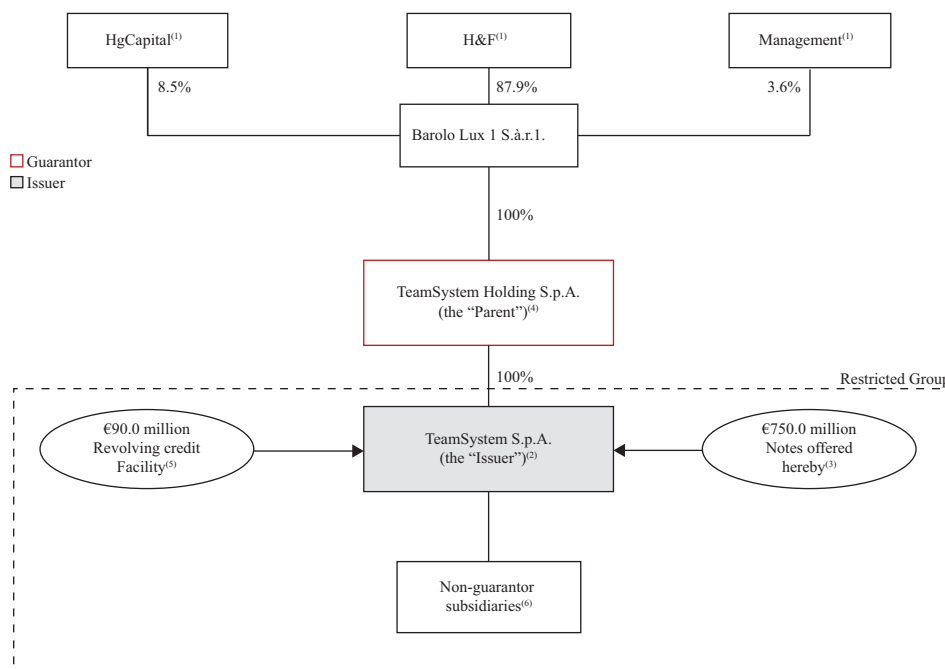 HgCapital(1)
H&F(1)
Management(1)
8.5%
87.9%
3.6%
Barolo Lux 1 S.à.r.1.
Guarantor
Issuer
100%
TeamSystem Holding S.p.A.
(the “Parent”)(4)
100%
Restricted Group
€90.0 million
Revolving credit
Facility(5)
TeamSystem S.p.A.
(the “Issuer”)(2)
€750.0 million
Notes offered
hereby(3)
Non-guarantor
subsidiaries(6)